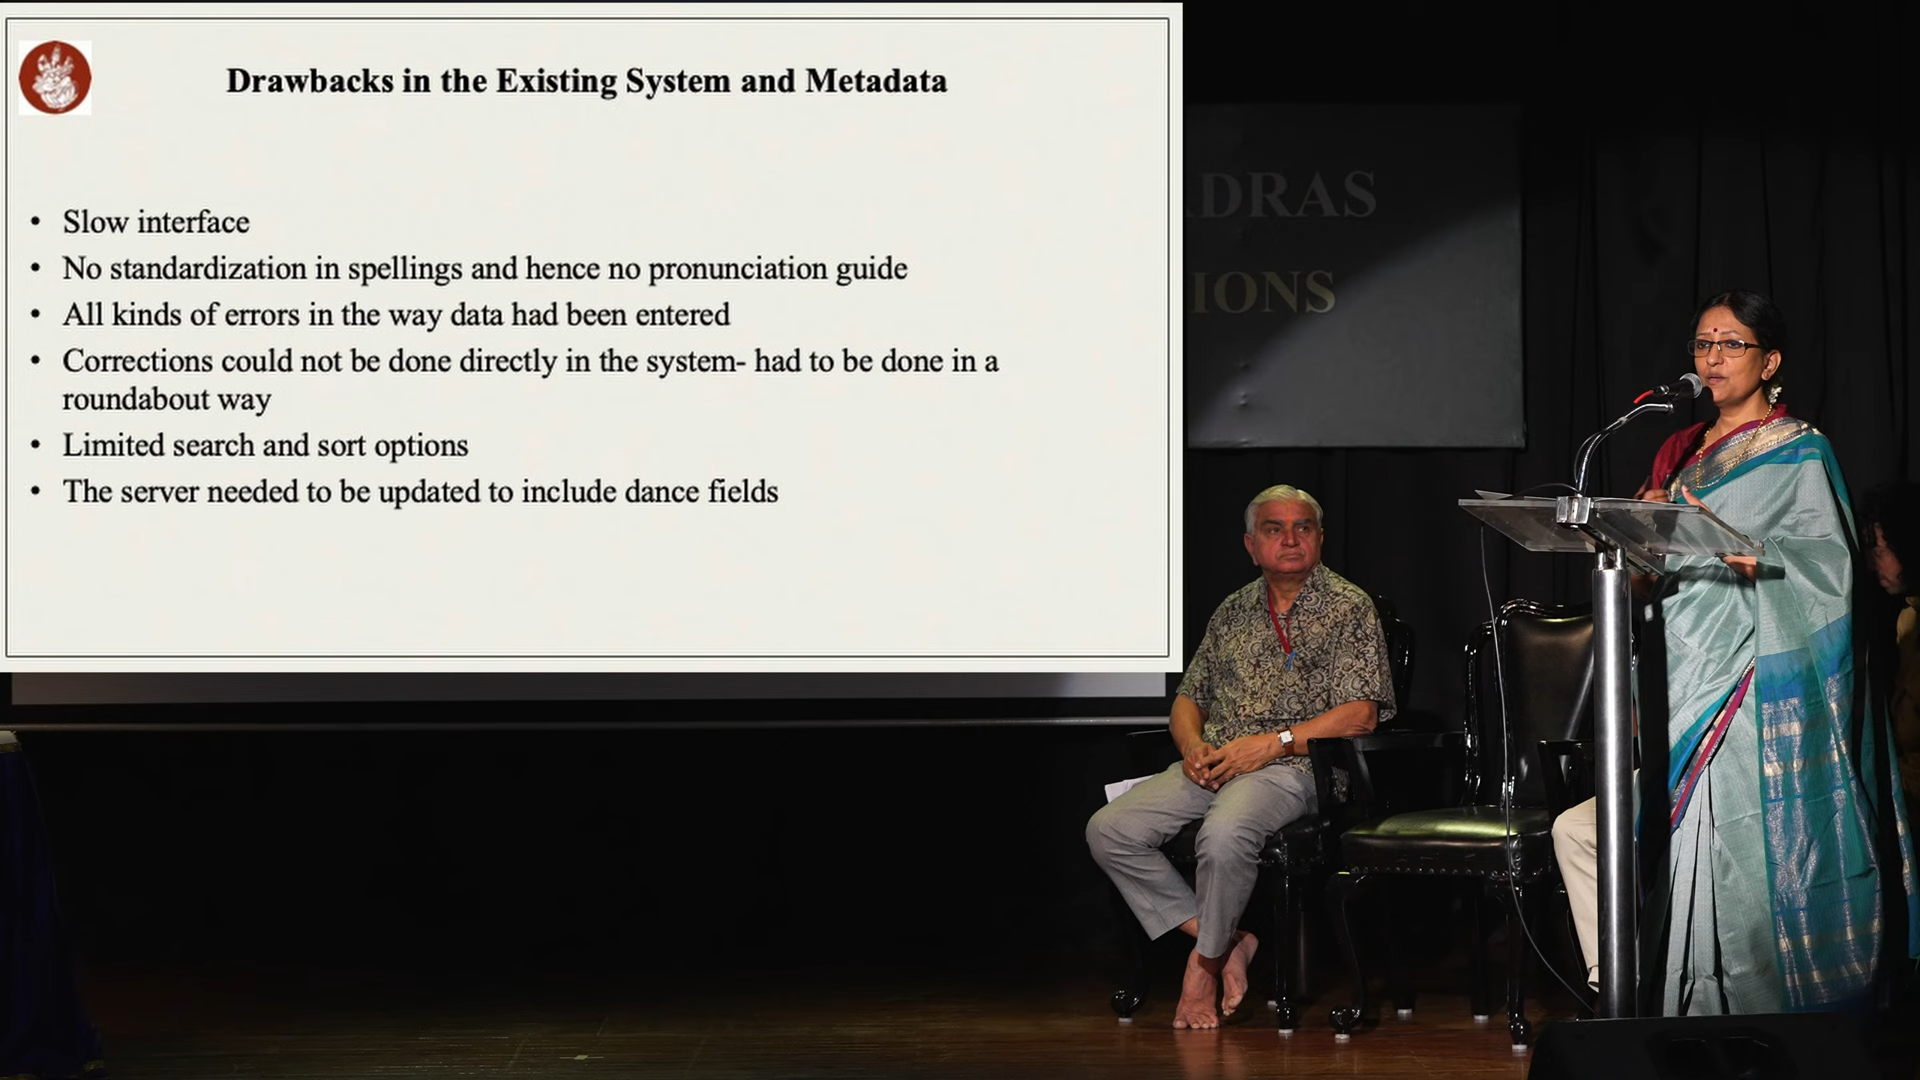 Drawbacks in the Existing System and Metadata
• Slow interface
• No standardization in spellings and hence no pronunciation guide
• All kinds of errors in the way data had been entered
• Corrections could not be done directly in the system- had to be done in a
roundabout way
• Limited search and sort options
• The server needed to be updated to include dance fields
DRAS
IONS